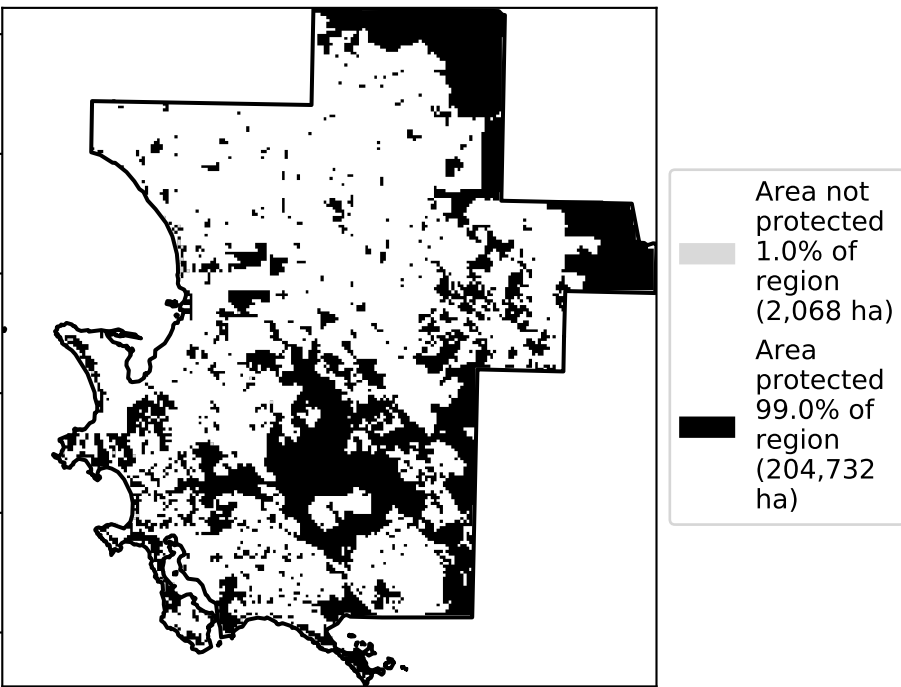 Area not
protected
1.0% of
region
(2,068 ha)
Area
protected
99.0% of
region
(204,732
ha)